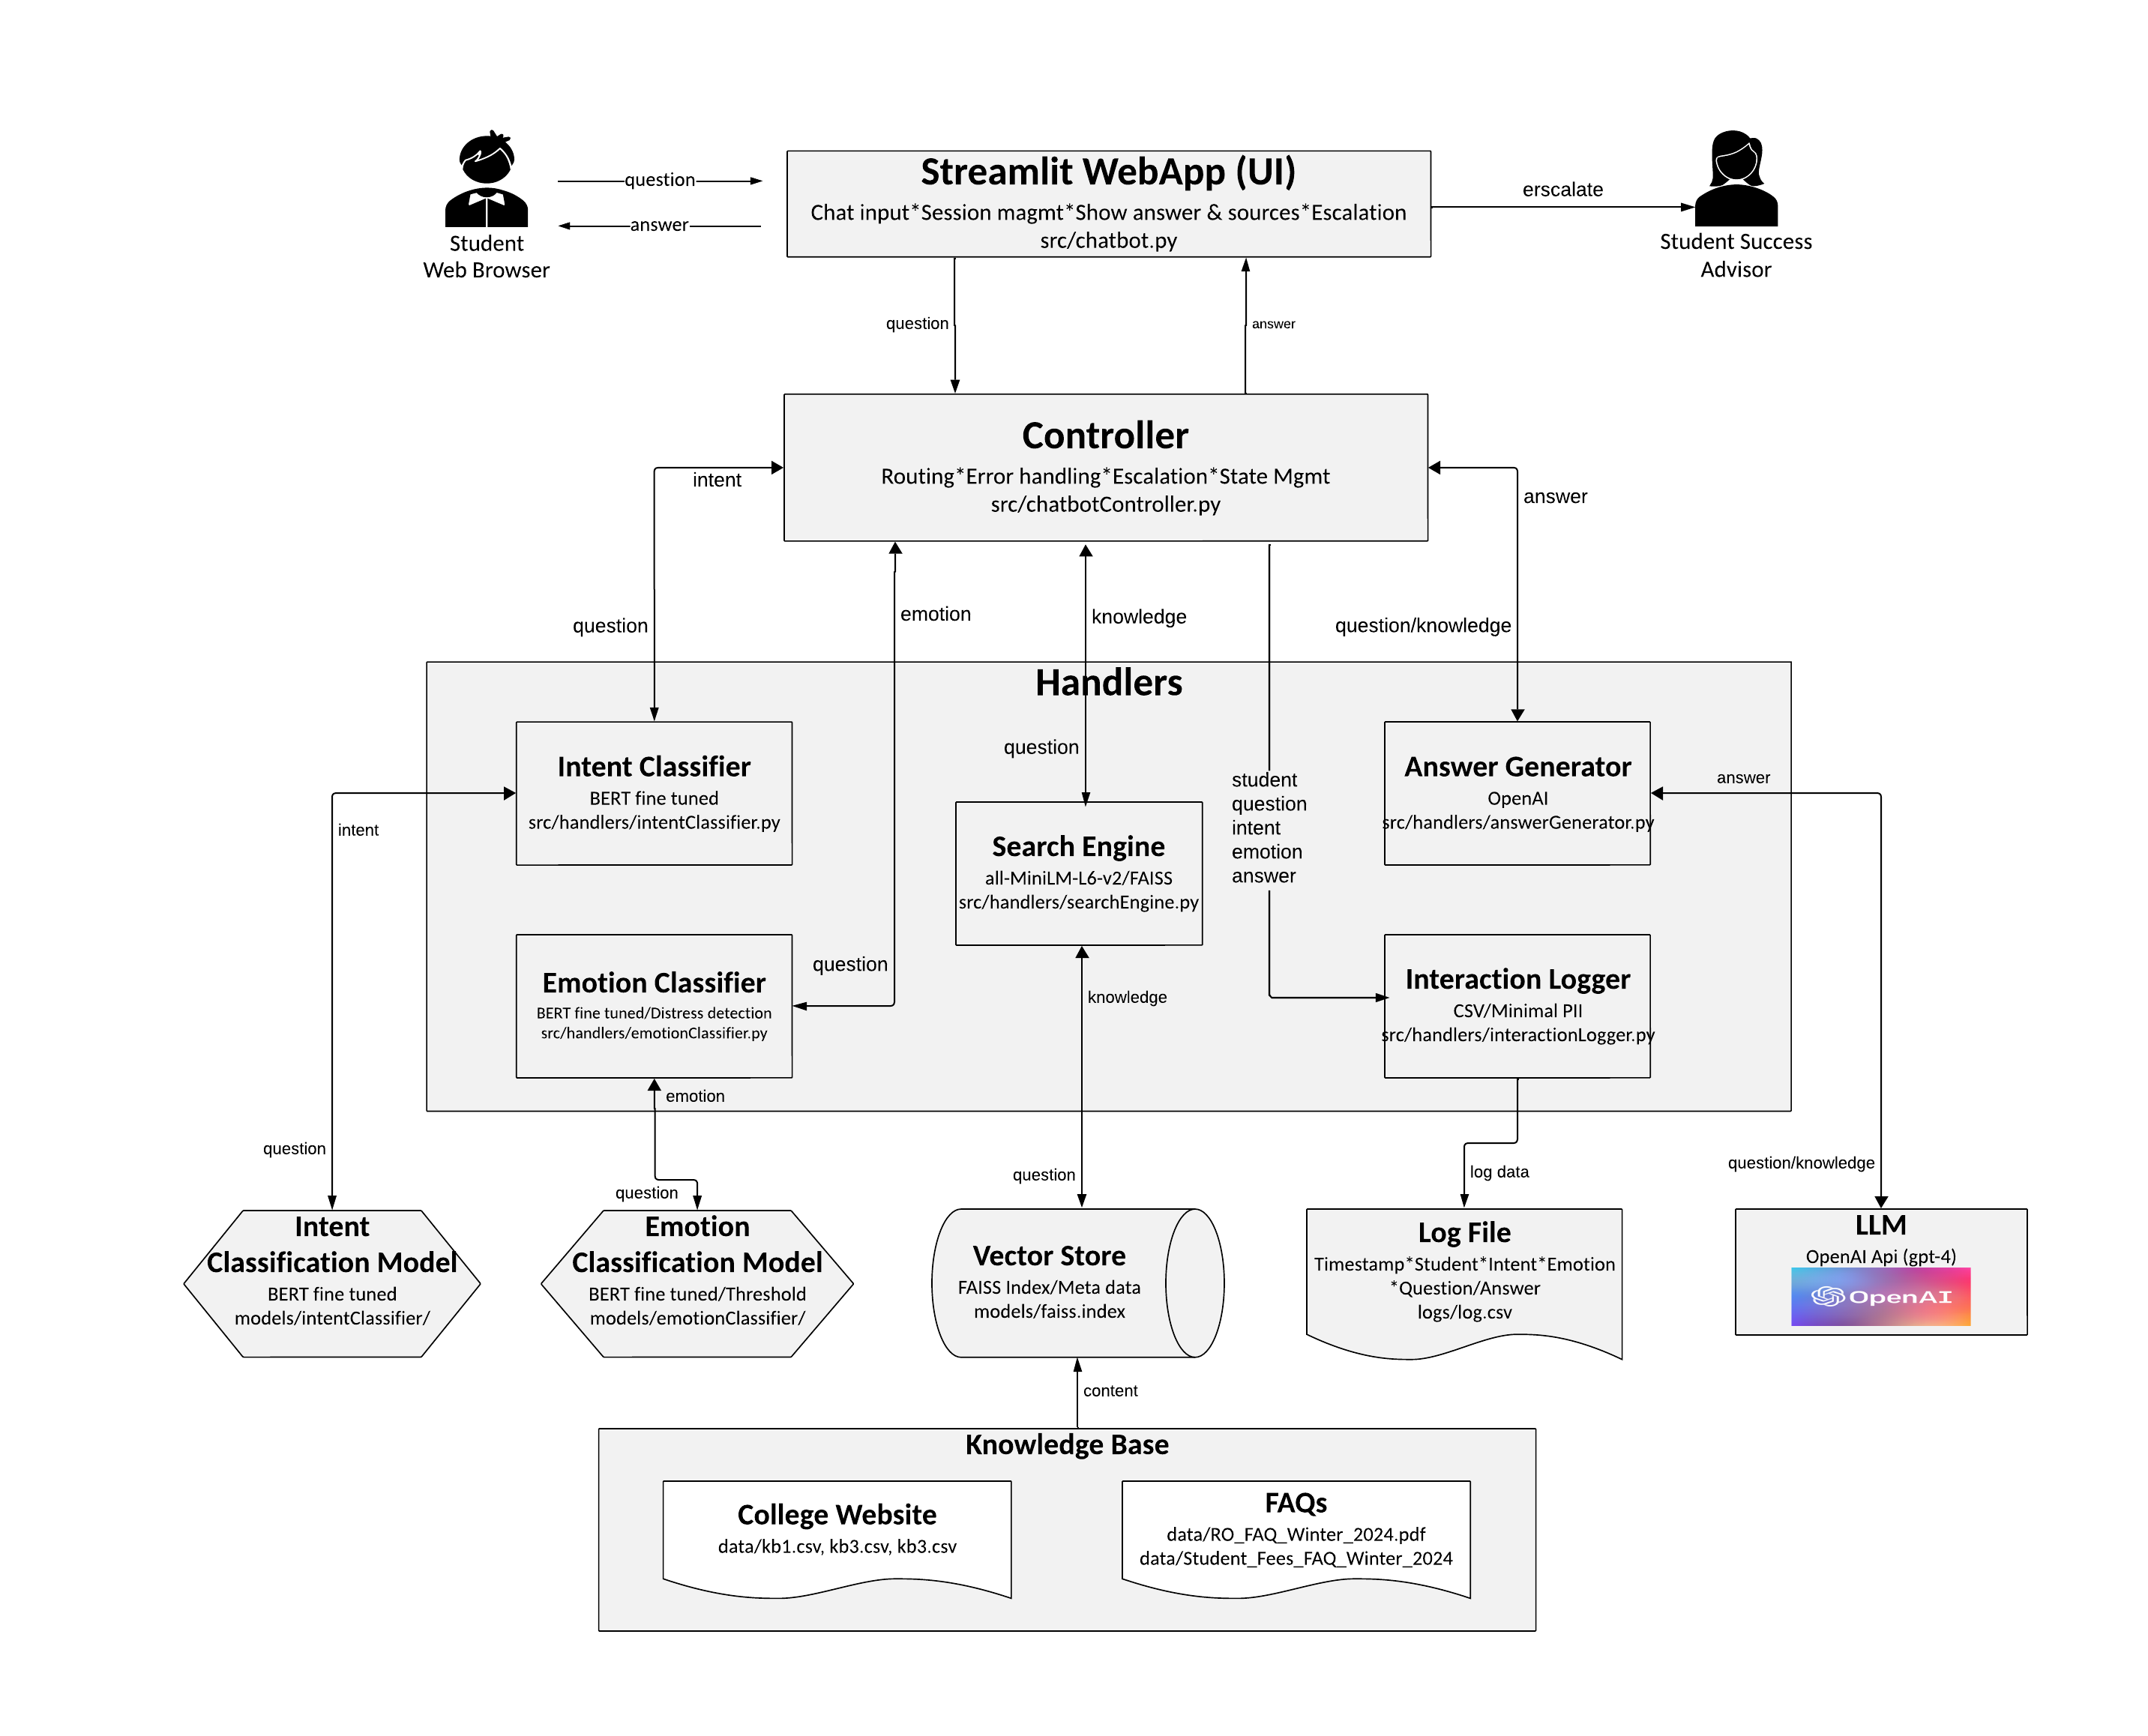 question
answer
Student
Web Browser
Streamlit WebApp (UI)
Chat input*Session magmt*Show answer & sources*Escalation
src/chatbot.py
erscalate
Student Success
Advisor
question
answer
Controller
Routing*Error handling*Escalation*State Mgmt
src/chatbotController.py
intent
answer
question
emotion
knowledge
question/knowledge
Handlers
Intent Classifier
BERT fine tuned
src/handlers/intentClassifier.py
question
Search Engine
all-MiniLM-L6-v2/FAISS
src/handlers/searchEngine.py
student
question
intent
emotion
answer
Answer Generator
OpenAI
src/handlers/answerGenerator.py
answer
intent
Emotion Classifier
BERT fine tuned/Distress detection
src/handlers/emotionClassifier.py
question
knowledge
Interaction Logger
CSV/Minimal PII
src/handlers/interactionLogger.py
emotion
question
question
question
log data
question/knowledge
Intent
Classification Model
BERT fine tuned
models/intentClassifier/
Emotion
Classification Model
BERT fine tuned/Threshold
models/emotionClassifier/
Vector Store
FAISS Index/Meta data
models/faiss.index
Log File
Timestamp*Student*Intent*Emotion
*Question/Answer
logs/log.csv
LLM
OpenAI Api (gpt-4)
OpenAI
content
Knowledge Base
College Website
data/kb1.csv, kb3.csv, kb3.csv
FAQs
data/RO_FAQ_Winter_2024.pdf
data/Student_Fees_FAQ_Winter_2024